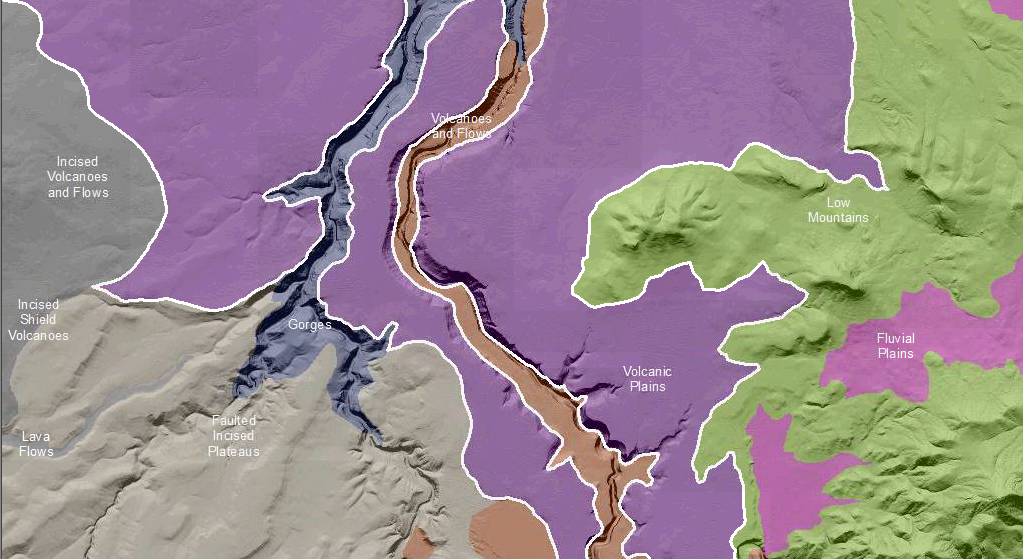 Volcanoes
and Flows
Incised
Volcanoes
and Flows
Low
Mountains
Incised
Shield
Volcanoes
Gorges
Fluvial
Plains
Volcanic
Plains
Faulted
Incised
Plateaus
Lava
Flows